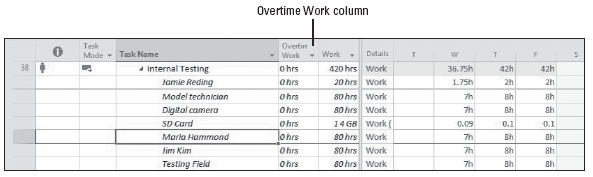 Overtime Work column
Task Mode Task Name Overtin Work Work Details T W T F S
38 Internal Testing 0 hrs 420 hrs Work 36.75h 42h 42h
Jamie Reding 0 hrs 20 hrs Work 1.75h 2h 2h
Model technician 0 hrs 80 hrs Work 7h 8h 8h
Digital camera 0 hrs 80 hrs Work 7h 8h 8h
SD Card 0 hrs 14 GB Work ( 0.09 0.1 0.1
Marla Hammond 0 hrs 80 hrs Work 7h 8h 8h
Jim Kim 0 hrs 80 hrs Work 7h 8h 8h
Testing Field 0 hrs 80 hrs Work 7h 8h 8h